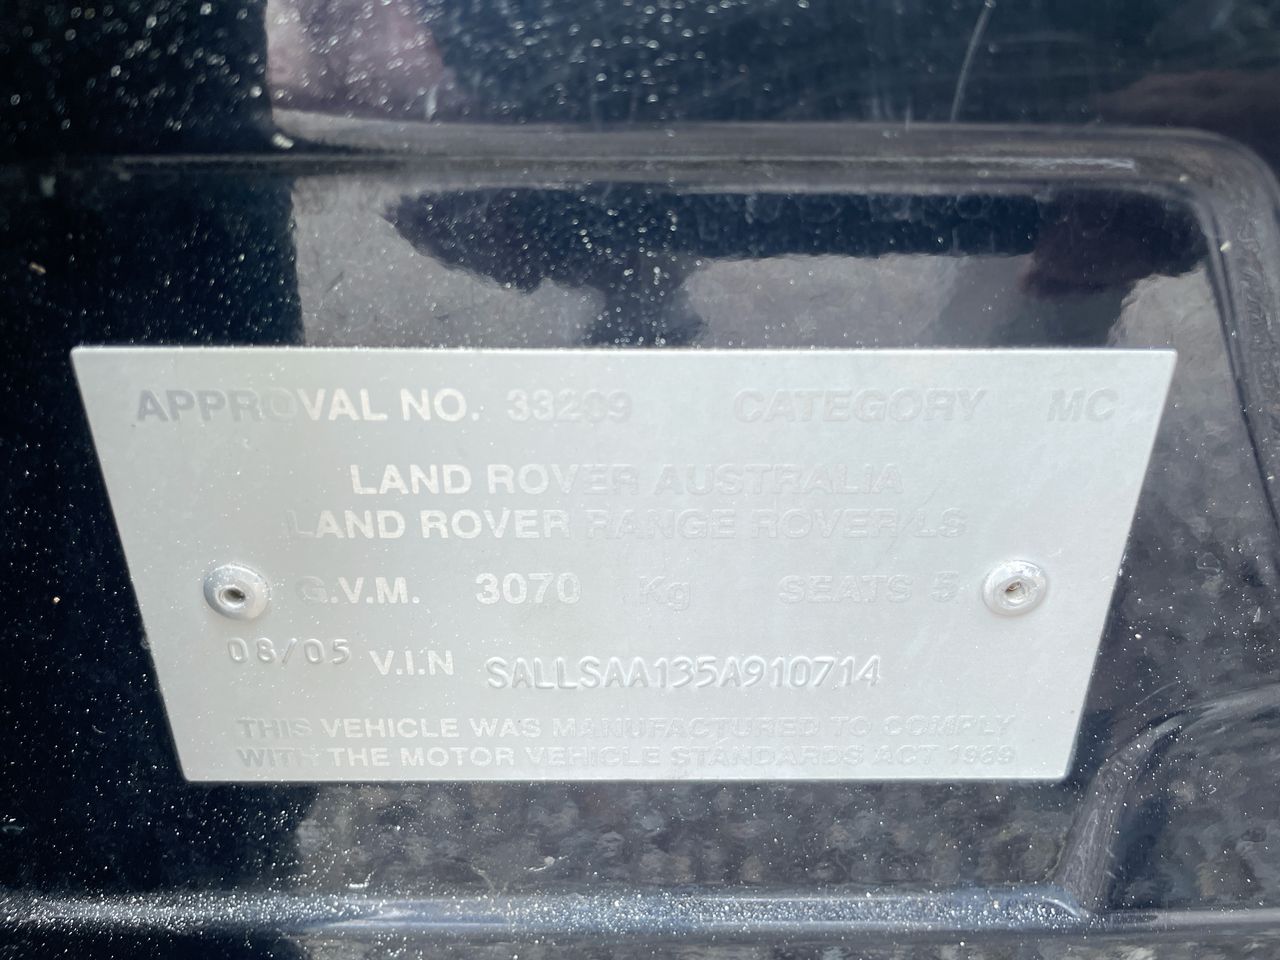 APPROVAL NO. 33269 CATEGORY MC
LAND ROVER AUSTRALIA
LAND ROVER RANGE ROVER/LS
G.V.M. 3070 Kg SEATS 5
08/05 V.I.N SALLSAA135A910714
THIS VEHICLE WAS MANUFACTURED TO COMPLY
WITH THE MOTOR VEHICLE STANDARDS ACT 1989